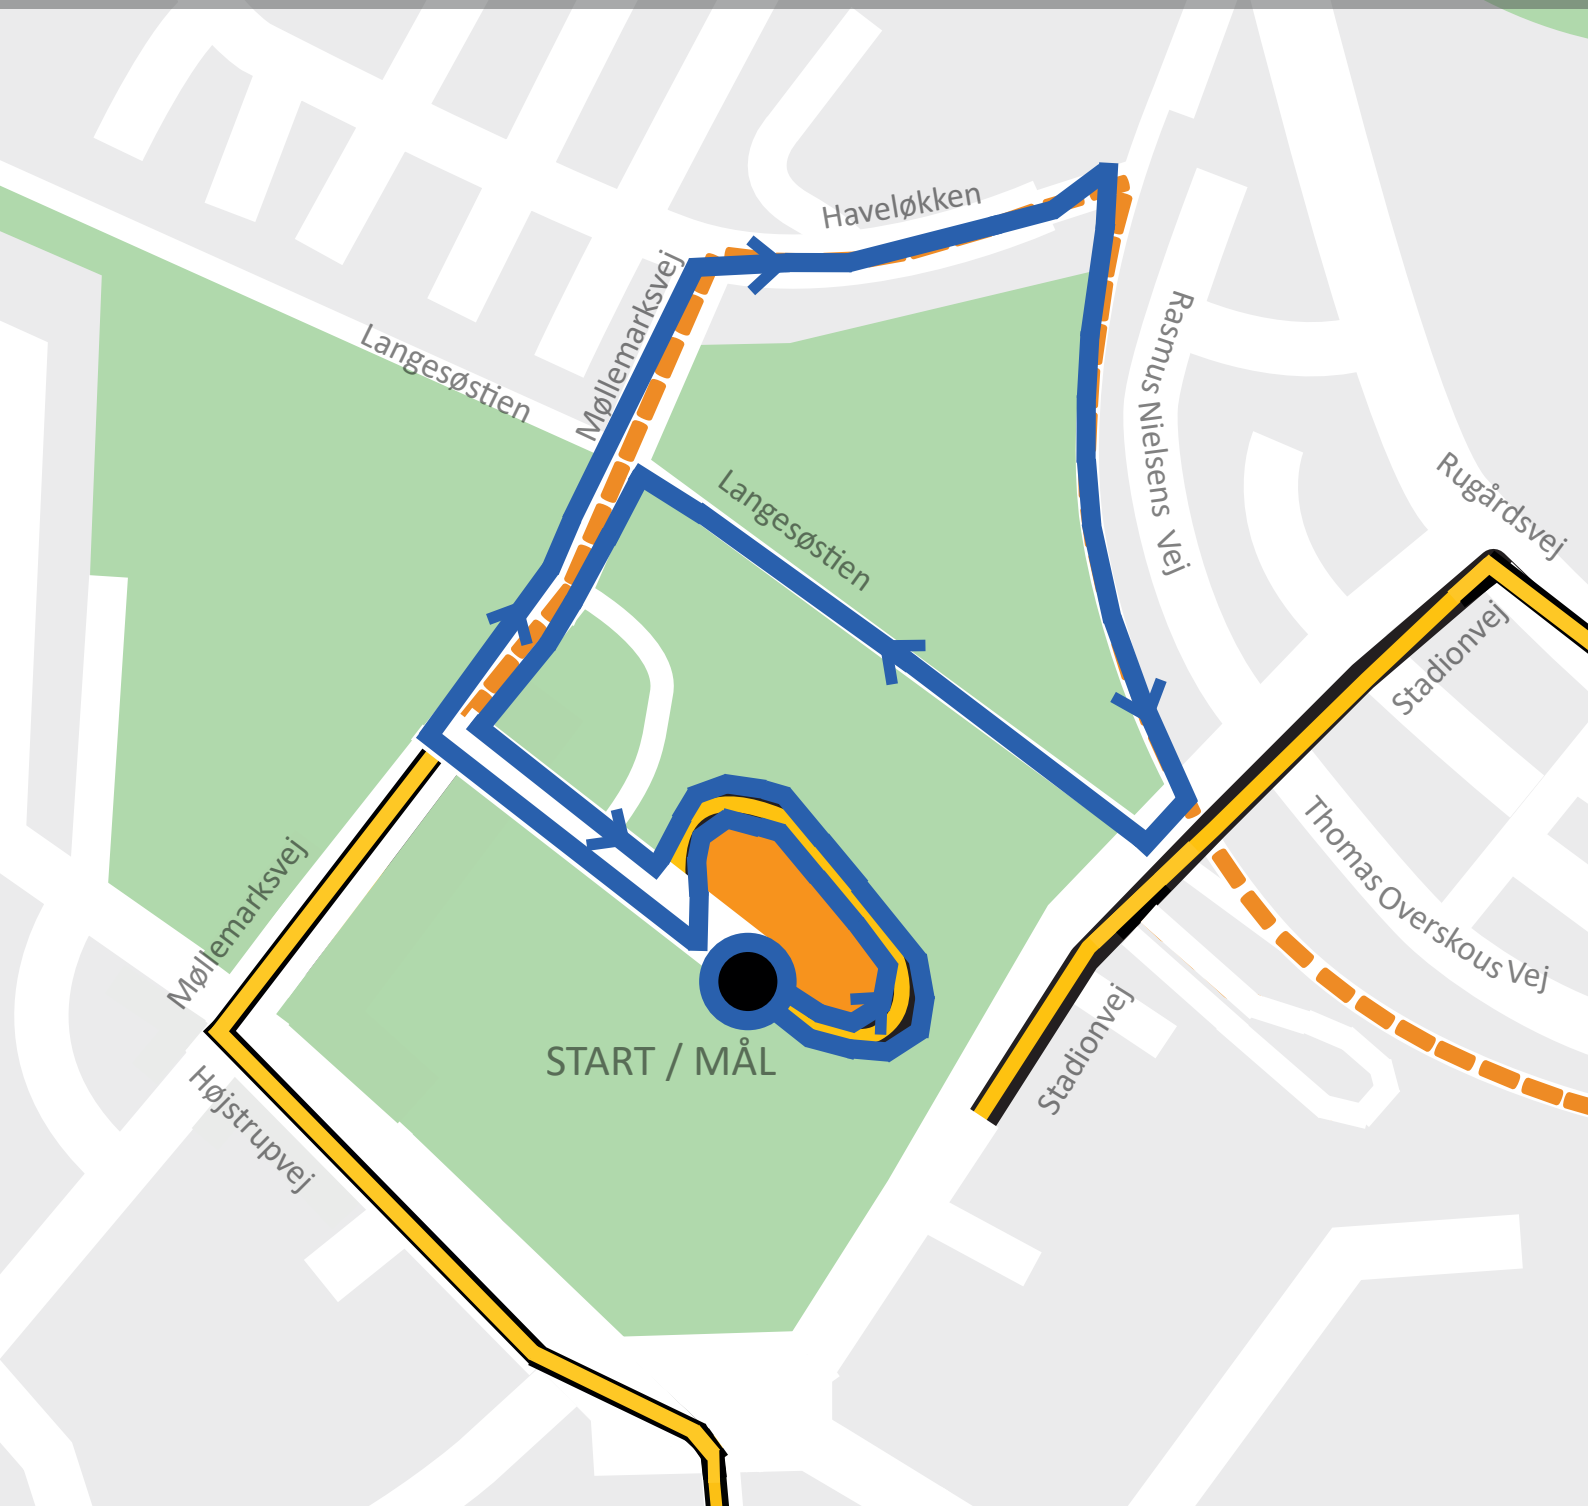 Haveløkken
Møllemarksvej
Langesøstien
Rasmus Nielsens Vej
Langesøstien
Rugårdsvej
Stadionvej
Thomas Overskous Vej
Møllemarksvej
START / MÅL
Stadionvej
Højstrupvej